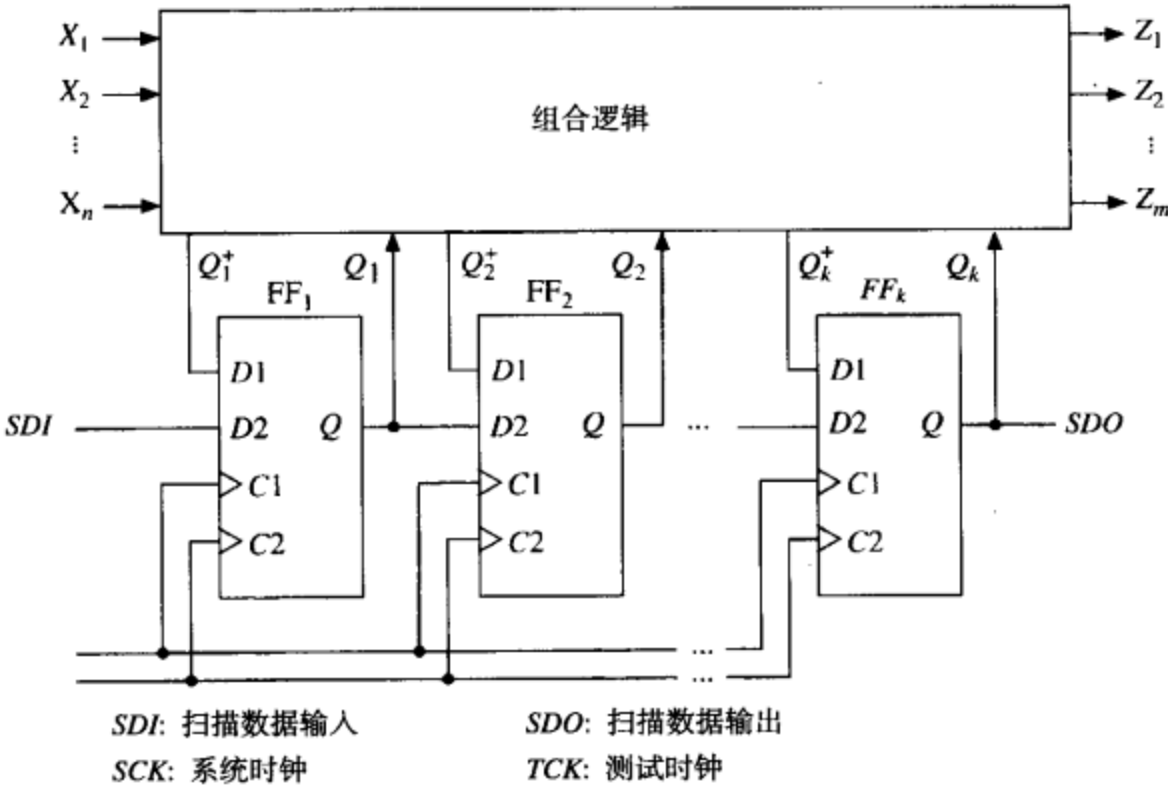 X₁
Z₁
X₂
Z₂
组合逻辑
⋮
⋮
Xₙ
Zₘ
Q₁⁺ Q₁ Q₂⁺ Q₂ Qₖ⁺ Qₖ
FF₁ FF₂ FFₖ
D1 D1 D1
SDI D2 Q D2 Q ... D2 Q SDO
C1 C1 C1
C2 C2 C2
...
...
SDI: 扫描数据输入 SDO: 扫描数据输出
SCK: 系统时钟 TCK: 测试时钟